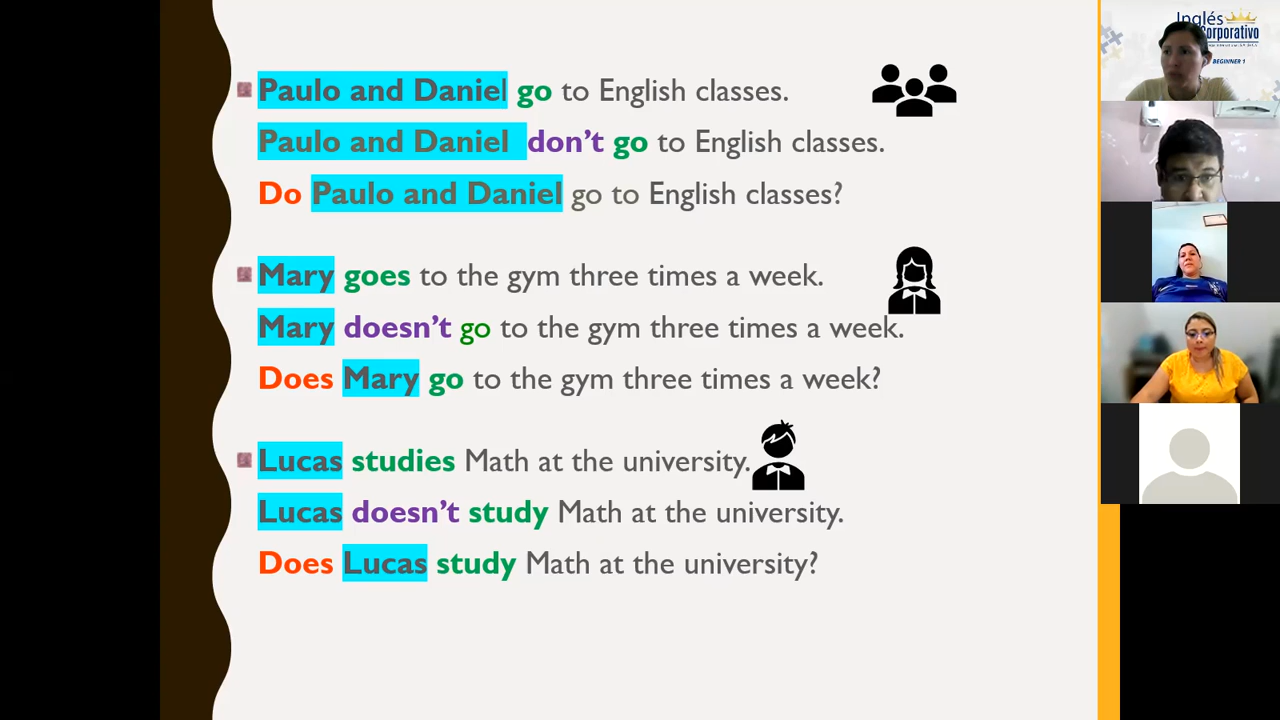 Paulo and Daniel go to English classes.
Paulo and Daniel don't go to English classes.
Do Paulo and Daniel go to English classes?
Mary goes to the gym three times a week.
Mary doesn't go to the gym three times a week.
Does Mary go to the gym three times a week?
Lucas studies Math at the university.
Lucas doesn't study Math at the university.
Does Lucas study Math at the university?
Inglés
Corporativo
BEGINNER 1